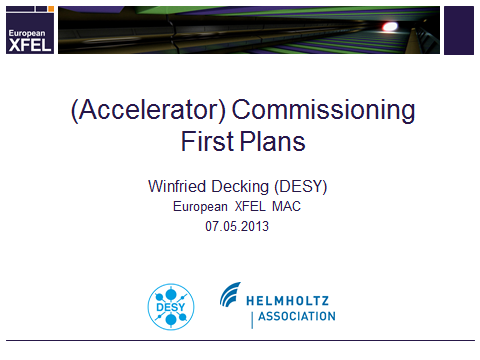 European
XFEL
(Accelerator) Commissioning
First Plans
Winfried Decking (DESY)
European XFEL MAC
07.05.2013
DESY
HELMHOLTZ
ASSOCIATION